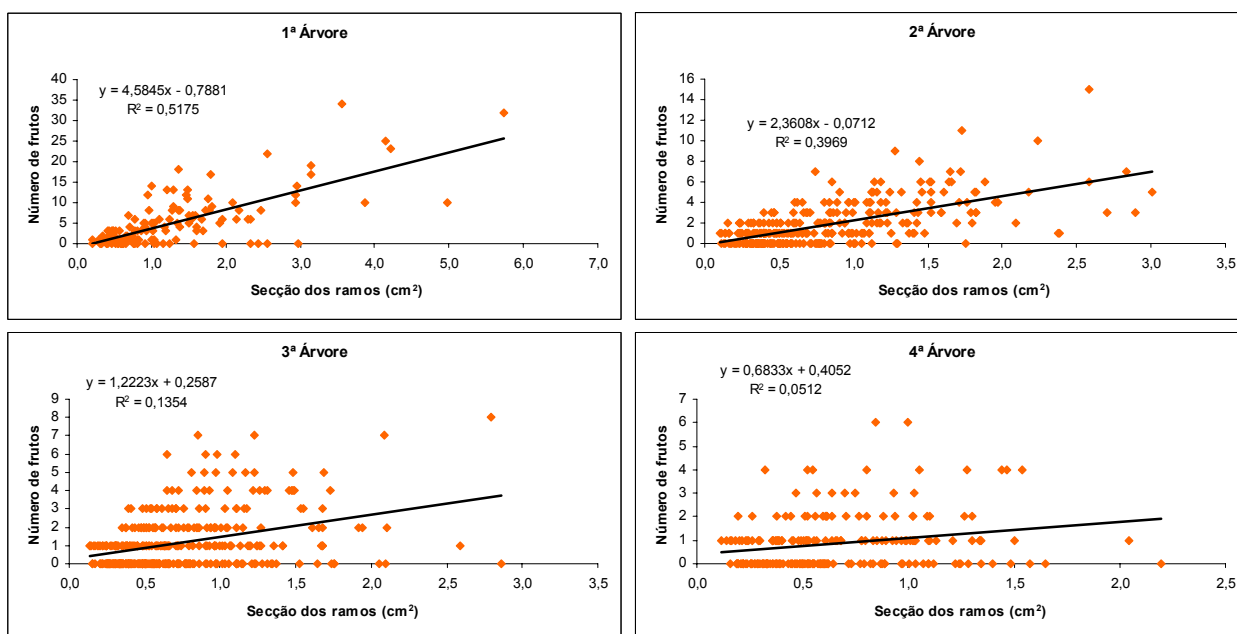 1ª Árvore
y = 4,5845x - 0,7881
R² = 0,5175
Número de frutos
40
35
30
25
20
15
10
5
0
0,0 1,0 2,0 3,0 4,0 5,0 6,0 7,0
Secção dos ramos (cm²)
2ª Árvore
y = 2,3608x - 0,0712
R² = 0,3969
Número de frutos
16
14
12
10
8
6
4
2
0
0,0 0,5 1,0 1,5 2,0 2,5 3,0 3,5
Secção dos ramos (cm²)
3ª Árvore
y = 1,2223x + 0,2587
R² = 0,1354
Número de frutos
9
8
7
6
5
4
3
2
1
0
0,0 0,5 1,0 1,5 2,0 2,5 3,0 3,5
Secção dos ramos (cm²)
4ª Árvore
y = 0,6833x + 0,4052
R² = 0,0512
Número de frutos
7
6
5
4
3
2
1
0
0,0 0,5 1,0 1,5 2,0 2,5
Secção dos ramos (cm²)